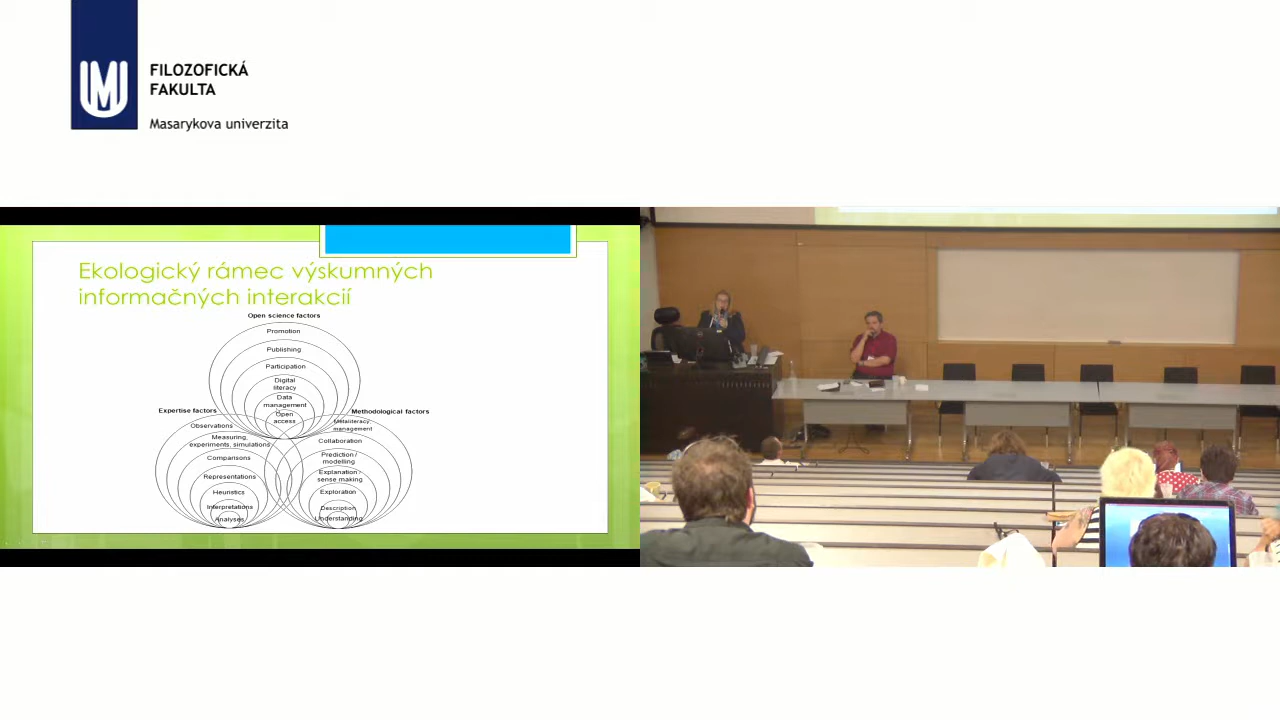 FILOZOFICKÁ
FAKULTA
Masarykova univerzita
Ekologický rámec výskumných
informačných interakcií
Open science factors
Promotion
Publishing
Participation
Digital
literacy
Data
management
Open
access
Expertise factors
Observations
Measuring,
experiments, simulations
Comparisons
Representations
Heuristics
Interpretations
Analyses
Methodological factors
Metaliteracy,
management
Collaboration
Prediction /
modelling
Explanation /
sense making
Exploration
Description
Understanding